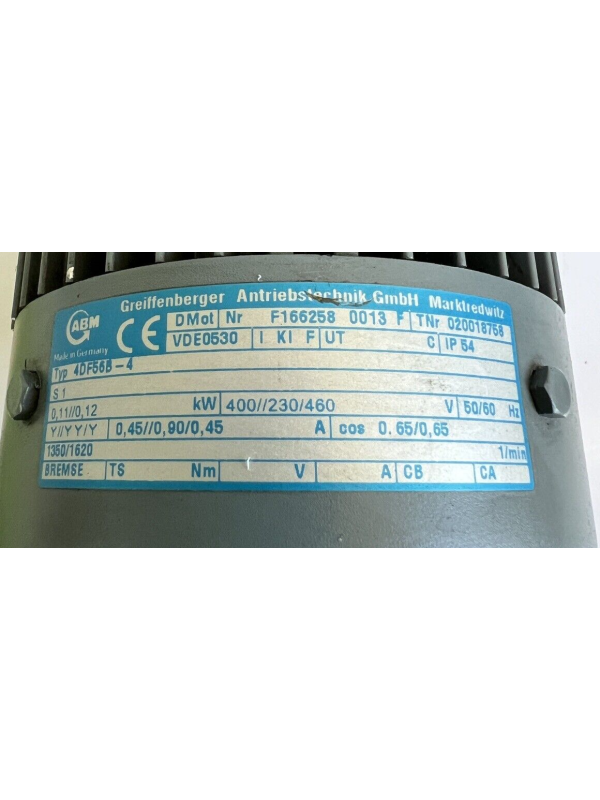 ABM
Made in Germany
Greiffenberger Antriebstechnik GmbH Marktredwitz
CE DMot Nr F166258 0013 F TNr 020018758
VDE0530 I Kl F UT C IP 54
Typ 4DF56B-4
S1
0,11//0,12 kW 400//230/460 V 50/60 Hz
Y//YY/Y 0,45//0,90/0,45 A cos 0.65/0,65
1350/1620 1/min
BREMSE TS Nm V A CB CA